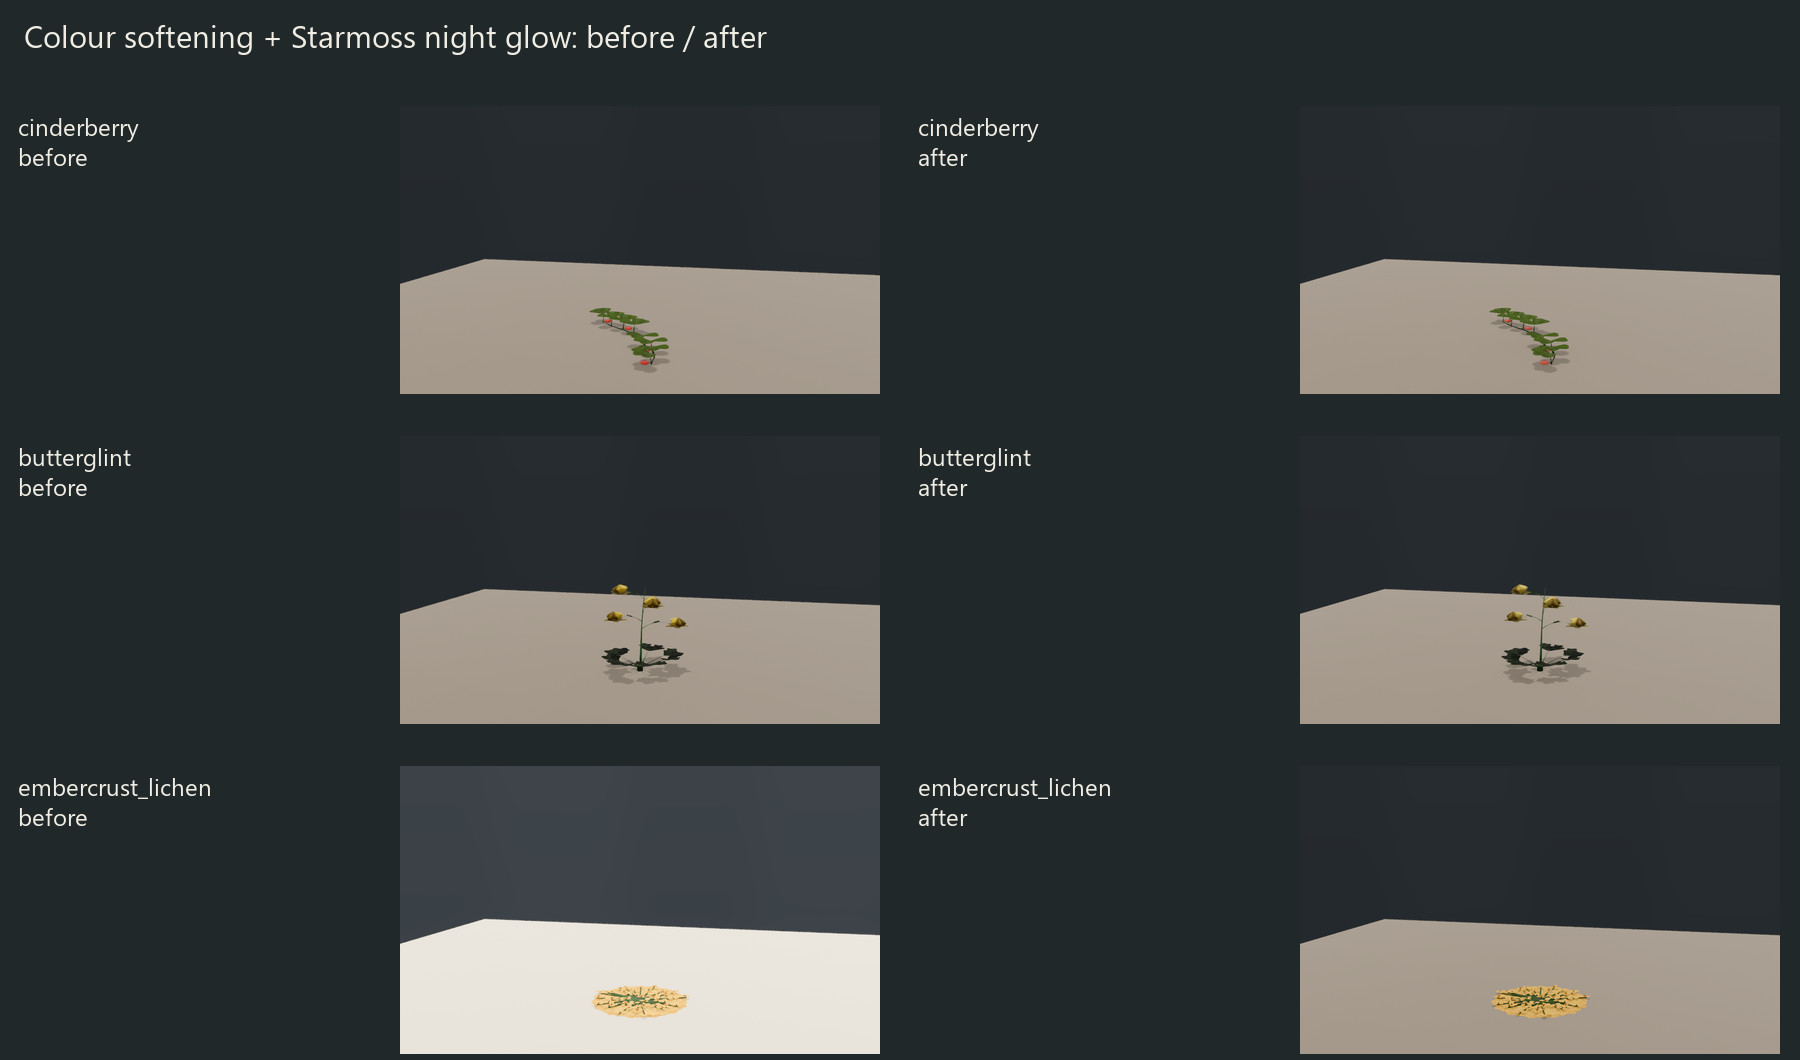 Colour softening + Starmoss night glow: before / after
cinderberry
before
cinderberry
after
butterglint
before
butterglint
after
embercrust_lichen
before
embercrust_lichen
after